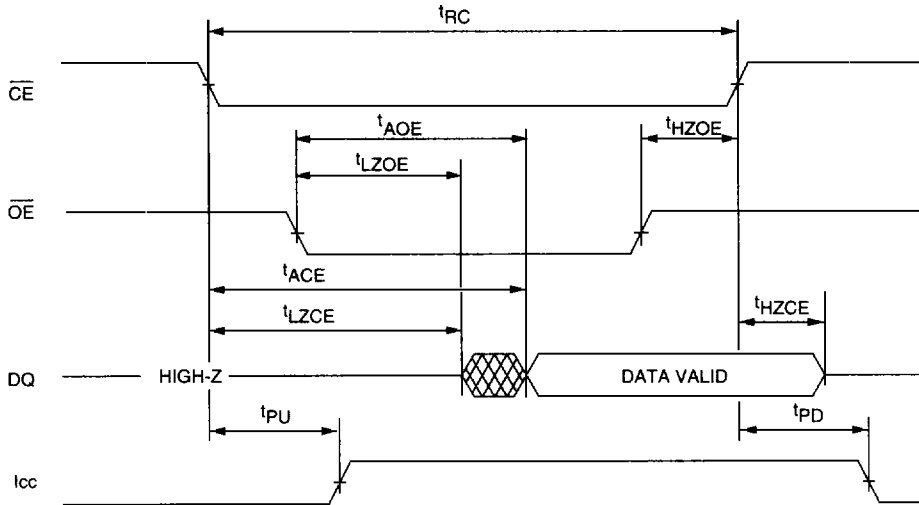 tRC
CE
tAOE
tHZOE
tLZOE
OE
tACE
tLZCE
tHZCE
DQ
HIGH-Z
DATA VALID
tPU
tPD
Icc